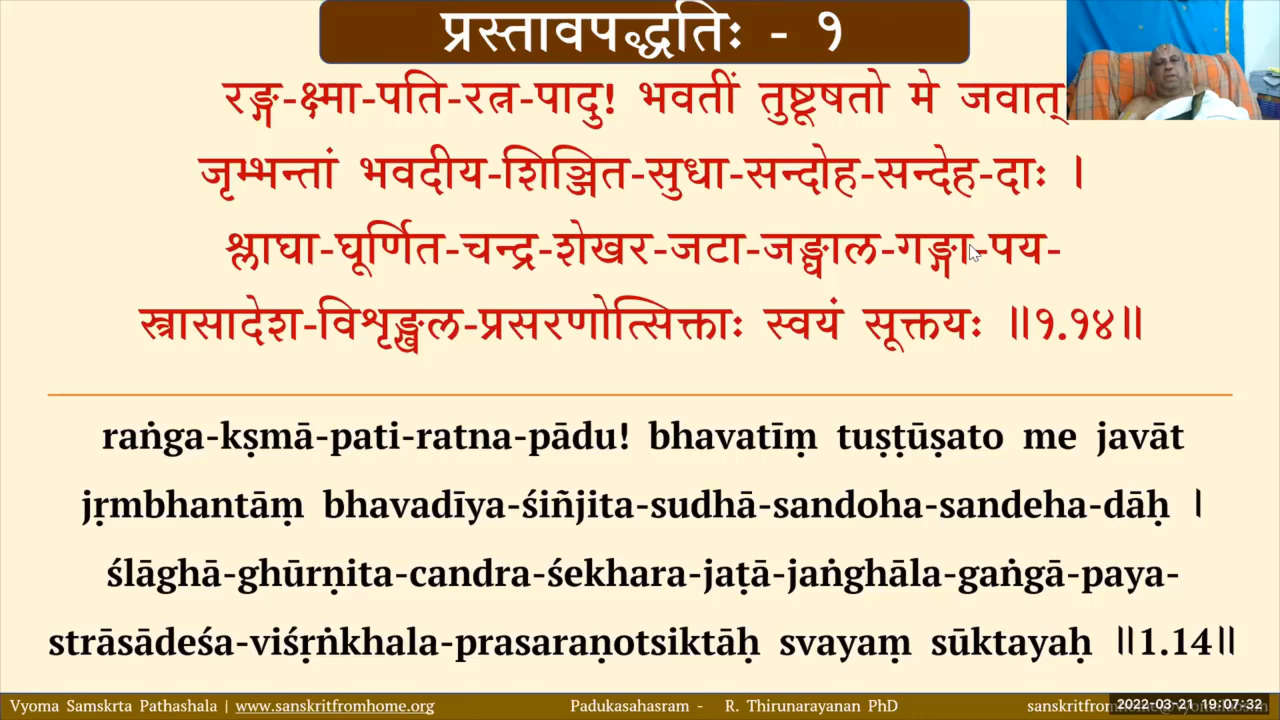 प्रस्तावपद्धतिः - १
रङ्ग-क्ष्मा-पति-रत्न-पादु! भवतीं तुष्टूषतो मे जवात्
जृम्भन्तां भवदीय-शिञ्जित-सुधा-सन्दोह-सन्देह-दाः ।
श्लाघा-घूर्णित-चन्द्र-शेखर-जटा-जङ्घाल-गङ्गा-पय-
स्त्रासादेश-विशृङ्खल-प्रसरणोत्सिक्ताः स्वयं सूक्तयः ॥१.१४॥
raṅga-kṣmā-pati-ratna-pādu! bhavatīṃ tuṣṭūṣato me javāt
jṛmbhantāṃ bhavadīya-śiñjita-sudhā-sandoha-sandeha-dāḥ |
ślāghā-ghūrṇita-candra-śekhara-jaṭā-jaṅghāla-gaṅgā-paya-
strāsādeśa-viśṛṅkhala-prasaraṇotsiktāḥ svayaṃ sūktayaḥ ॥1.14॥
Vyoma Samskrta Pathashala | www.sanskritfromhome.org Padukasahasram - R. Thirunarayanan PhD sanskritfrom 2022-03-21 19:07:32